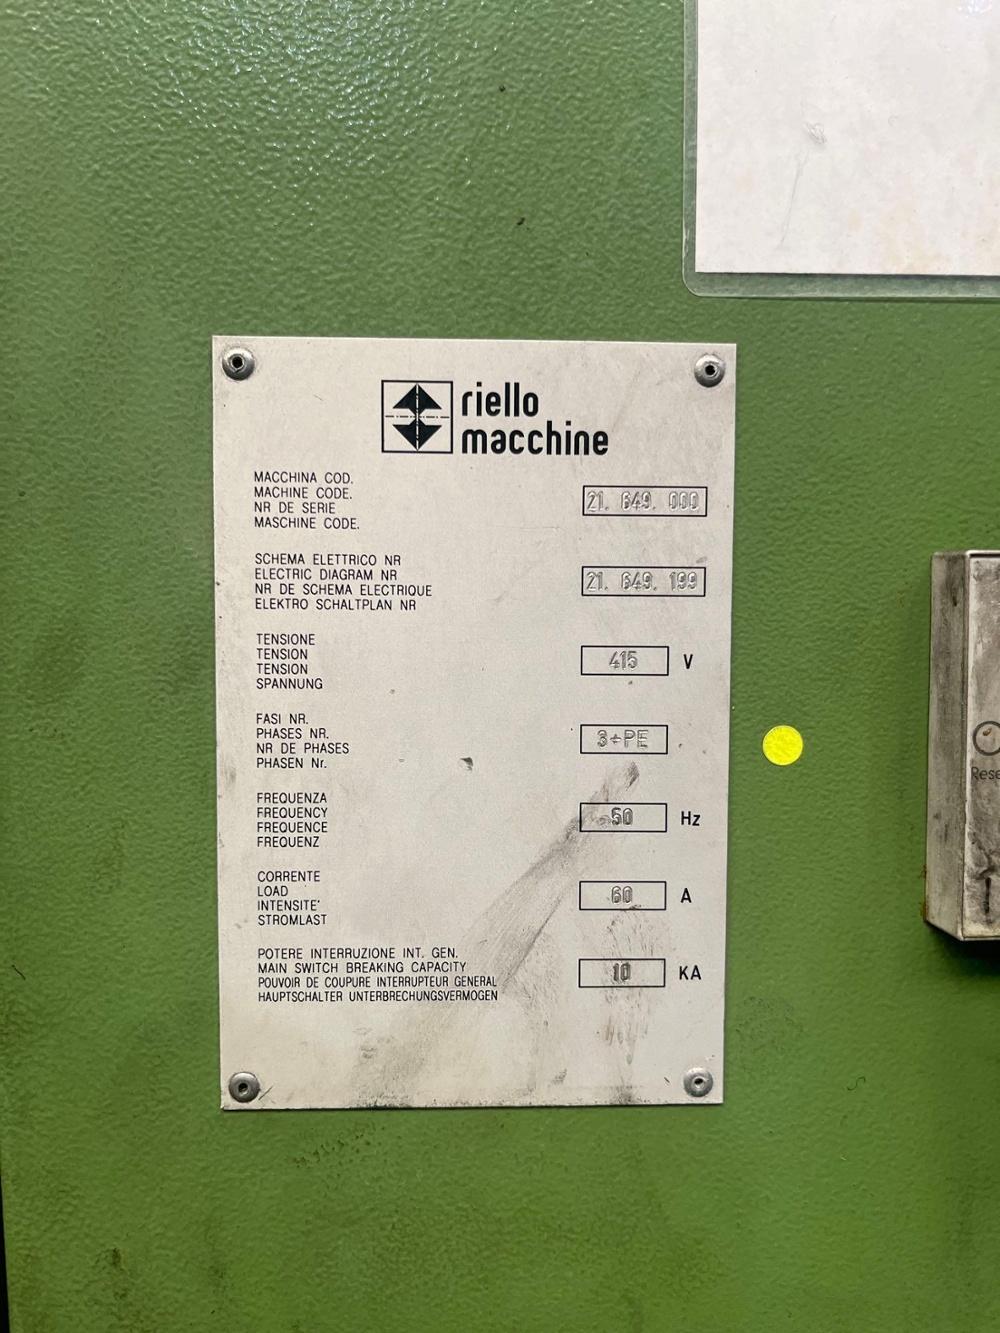 riello
macchine
MACCHINA COD.
MACHINE CODE.
NR DE SERIE
MASCHINE CODE.
21. 649. 000
SCHEMA ELETTRICO NR
ELECTRIC DIAGRAM NR
NR DE SCHEMA ELECTRIQUE
ELEKTRO SCHALTPLAN NR
21. 649. 199
TENSIONE
TENSION
TENSION
SPANNUNG
415 V
FASI NR.
PHASES NR.
NR DE PHASES
PHASEN Nr.
3+PE
FREQUENZA
FREQUENCY
FREQUENCE
FREQUENZ
50 Hz
CORRENTE
LOAD
INTENSITE'
STROMLAST
60 A
POTERE INTERRUZIONE INT. GEN.
MAIN SWITCH BREAKING CAPACITY
POUVOIR DE COUPURE INTERRUPTEUR GENERAL
HAUPTSCHALTER UNTERBRECHUNGSVERMOGEN
10 KA